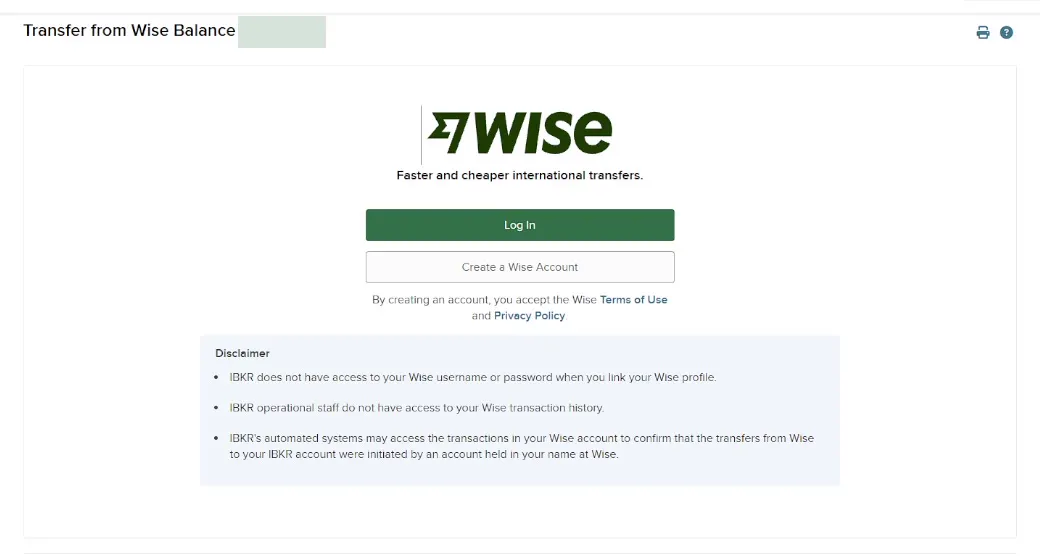 Transfer from Wise Balance
?
WISE
Faster and cheaper international transfers.
Log In
Create a Wise Account
By creating an account, you accept the Wise Terms of Use
and Privacy Policy.
Disclaimer
• IBKR does not have access to your Wise username or password when you link your Wise profile.
• IBKR operational staff do not have access to your Wise transaction history.
• IBKR's automated systems may access the transactions in your Wise account to confirm that the transfers from Wise
to your IBKR account were initiated by an account held in your name at Wise.